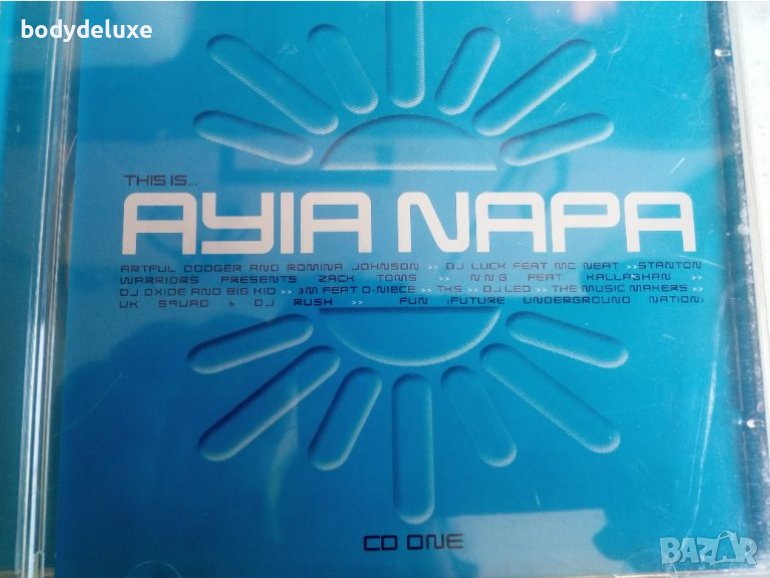 bodydeluxe
THIS IS...
AYIA NAPA
ARTFUL DODGER AND ROMINA JOHNSON >> DJ LUCK FEAT MC NEAT >> STANTON
WARRIORS PRESENTS ZACK TOMS >> N·N·G FEAT KALLAGHAN >>
DJ OXIDE AND BIG KID >> 3M FEAT D-NIECE >> TKS >> DJ LEO >> THE MUSIC MAKERS >>
UK SQUAD & DJ RUSH >> FUN (FUTURE UNDERGROUND NATION)
CD ONE
BAZAR